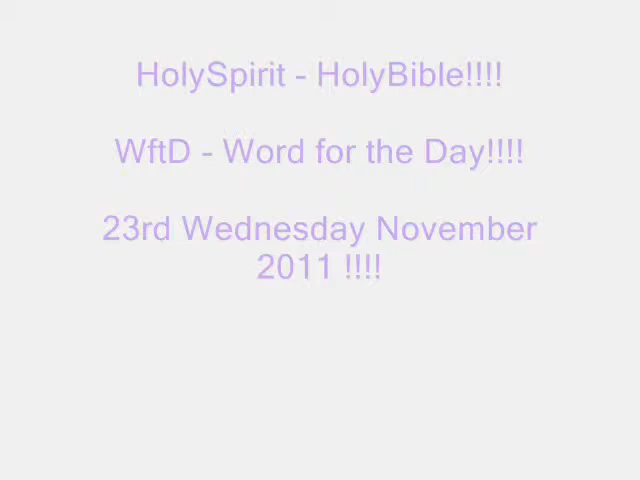 HolySpirit - HolyBible!!!!
WftD - Word for the Day!!!!
23rd Wednesday November
2011 !!!!